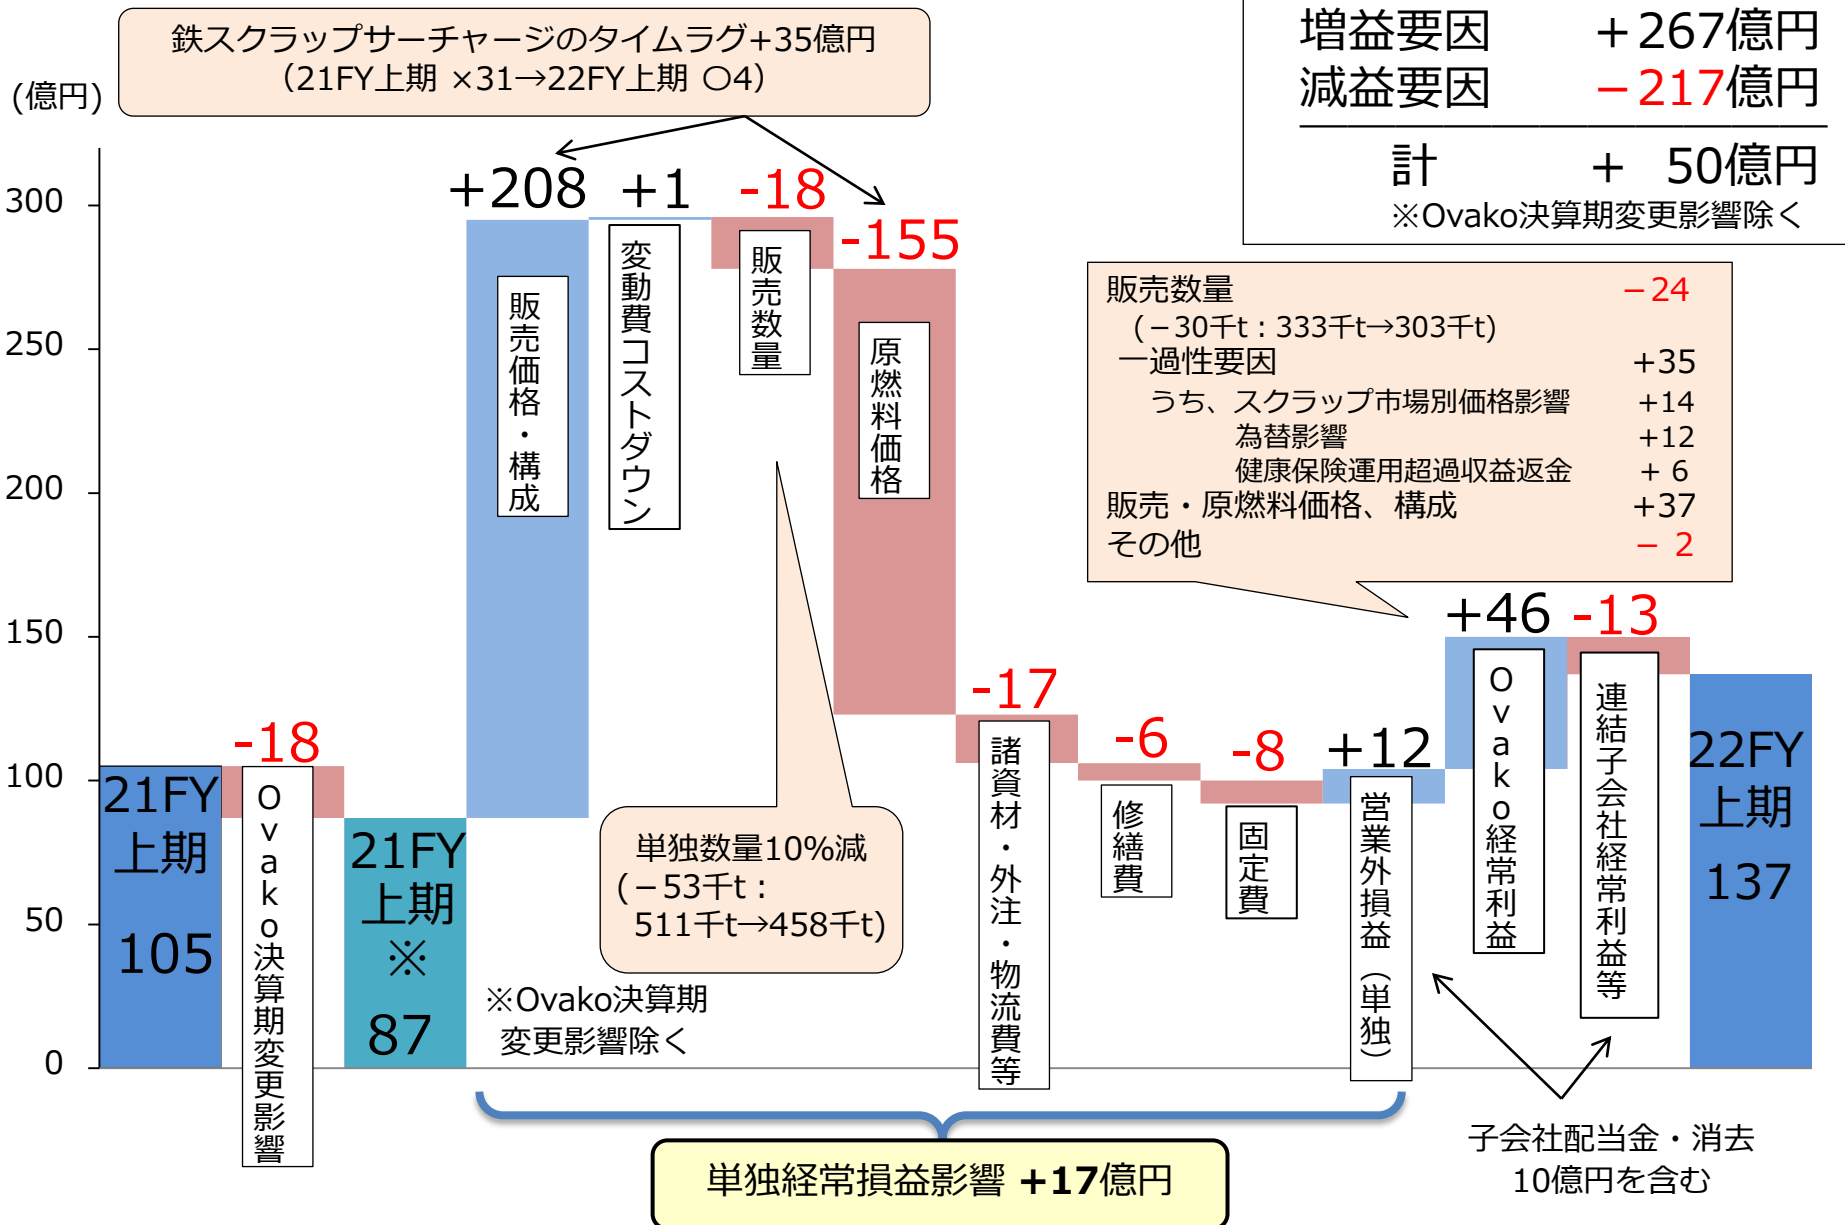 鉄スクラップサーチャージのタイムラグ+35億円
（21FY上期 ×31→22FY上期 〇4）
増益要因 +267億円
減益要因 －217億円
計 + 50億円
※Ovako決算期変更影響除く
(億円)
300
250
200
150
100
50
0
+208
+1
-18
-155
販売価格・構成
変動費コストダウン
販売数量
原燃料価格
販売数量 －24
(－30千t：333千t→303千t)
一過性要因 +35
うち、スクラップ市場別価格影響 +14
為替影響 +12
健康保険運用超過収益返金 + 6
販売・原燃料価格、構成 +37
その他 － 2
-18
-17
-6
-8
+12
+46
-13
21FY
上期
105
Ovako決算期変更影響
21FY
上期
※
87
単独数量10%減
(－53千t：
511千t→458千t)
※Ovako決算期
変更影響除く
諸資材・外注・物流費等
修繕費
固定費
営業外損益（単独）
Ovako経常利益
連結子会社経常利益等
22FY
上期
137
単独経常損益影響 +17億円
子会社配当金・消去
10億円を含む